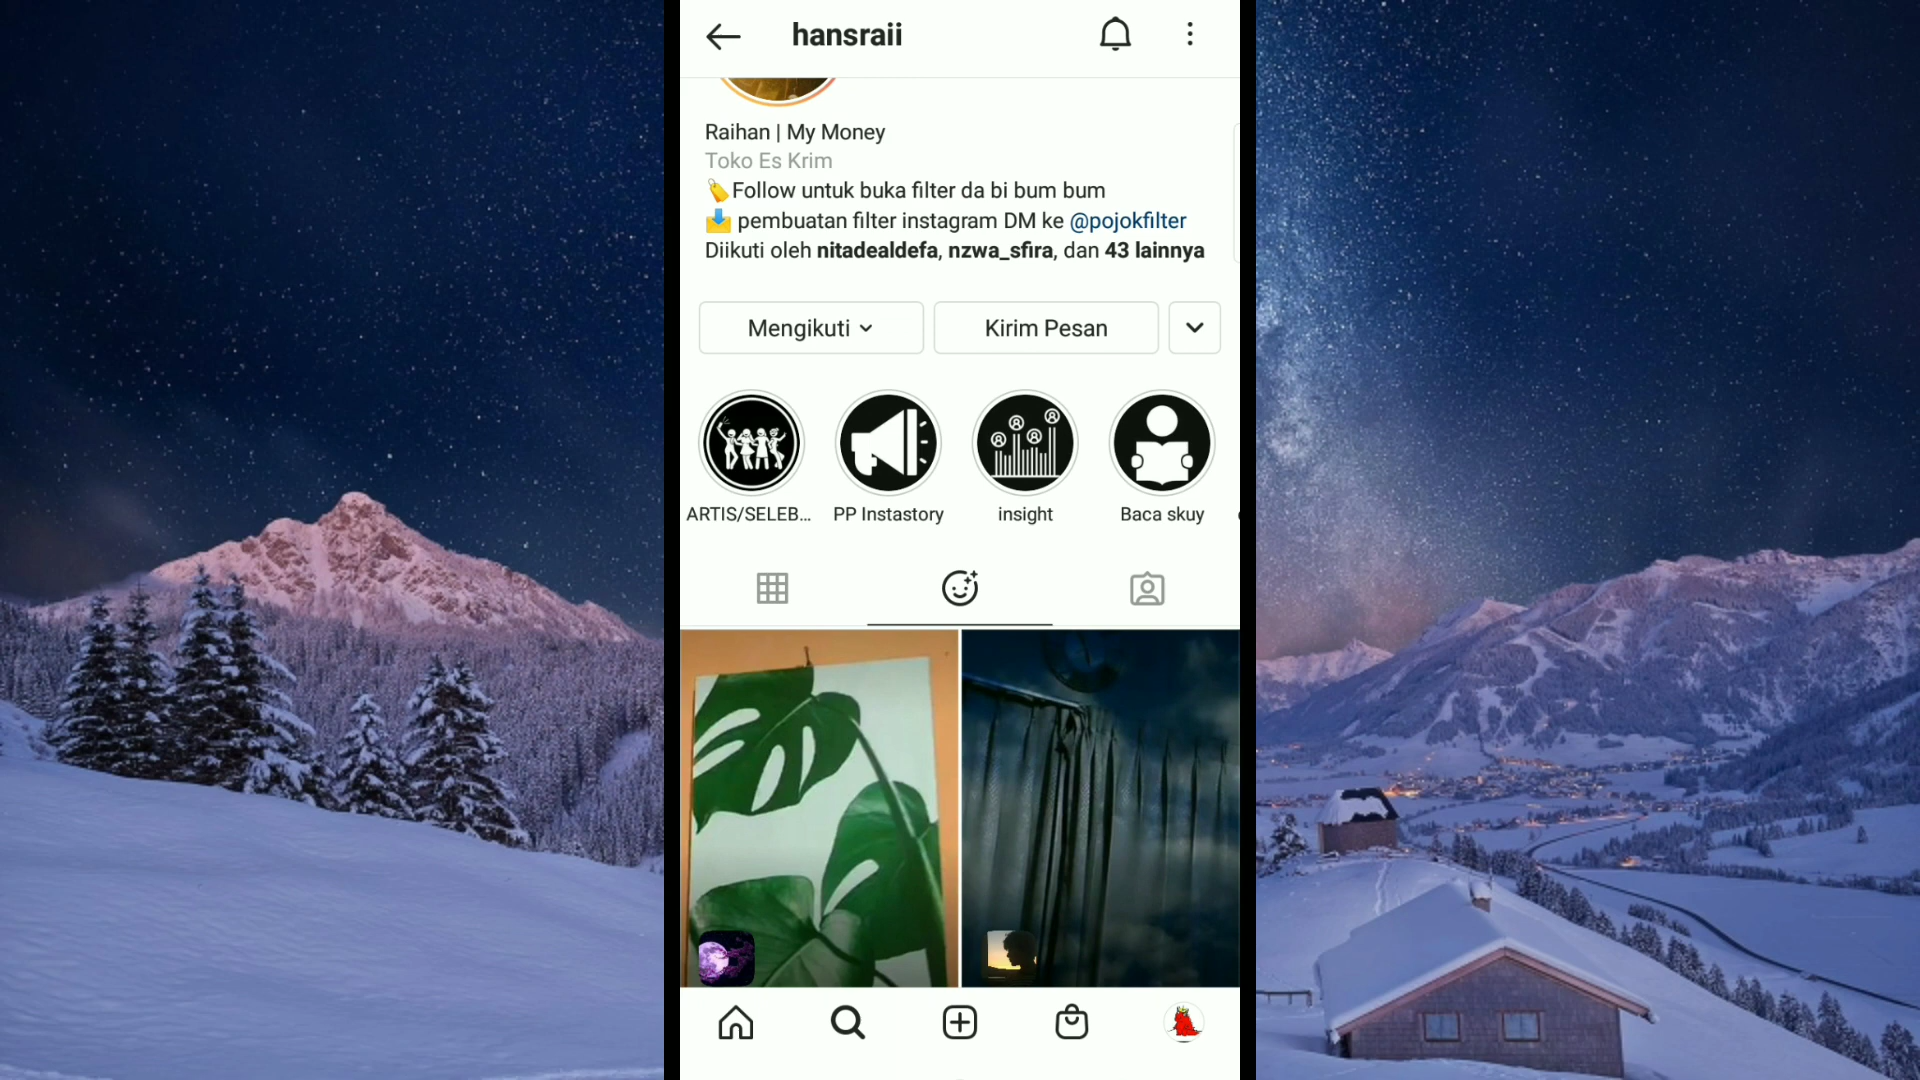 hansraii
Raihan | My Money
Toko Es Krim
🏷️Follow untuk buka filter da bi bum bum
📥 pembuatan filter instagram DM ke @pojokfilter
Diikuti oleh nitadealdefa, nzwa_sfira, dan 43 lainnya
Mengikuti
Kirim Pesan
ARTIS/SELEB...
PP Instastory
insight
Baca skuy